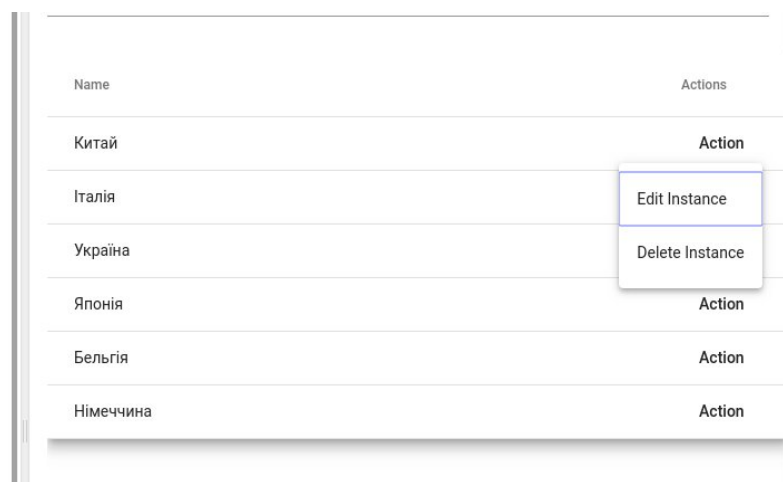 Name Actions
Китай Action
Італія Edit Instance
Україна Delete Instance
Японія Action
Бельгія Action
Німеччина Action